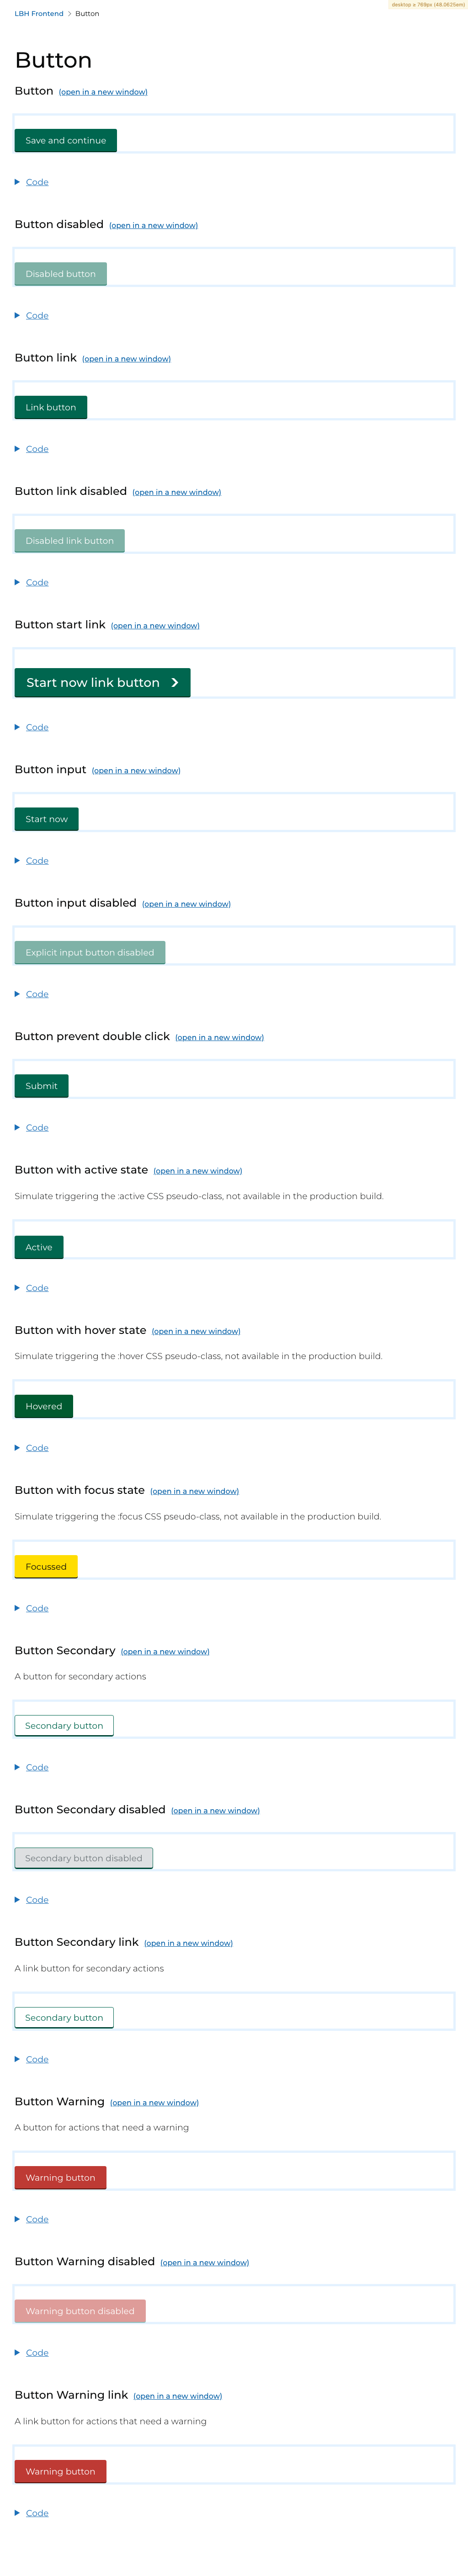 desktop ≥ 769px (48.0625em)
LBH Frontend > Button
Button
Button (open in a new window)
Save and continue
Code
Button disabled (open in a new window)
Disabled button
Code
Button link (open in a new window)
Link button
Code
Button link disabled (open in a new window)
Disabled link button
Code
Button start link (open in a new window)
Start now link button
Code
Button input (open in a new window)
Start now
Code
Button input disabled (open in a new window)
Explicit input button disabled
Code
Button prevent double click (open in a new window)
Submit
Code
Button with active state (open in a new window)
Simulate triggering the :active CSS pseudo-class, not available in the production build.
Active
Code
Button with hover state (open in a new window)
Simulate triggering the :hover CSS pseudo-class, not available in the production build.
Hovered
Code
Button with focus state (open in a new window)
Simulate triggering the :focus CSS pseudo-class, not available in the production build.
Focussed
Code
Button Secondary (open in a new window)
A button for secondary actions
Secondary button
Code
Button Secondary disabled (open in a new window)
Secondary button disabled
Code
Button Secondary link (open in a new window)
A link button for secondary actions
Secondary button
Code
Button Warning (open in a new window)
A button for actions that need a warning
Warning button
Code
Button Warning disabled (open in a new window)
Warning button disabled
Code
Button Warning link (open in a new window)
A link button for actions that need a warning
Warning button
Code